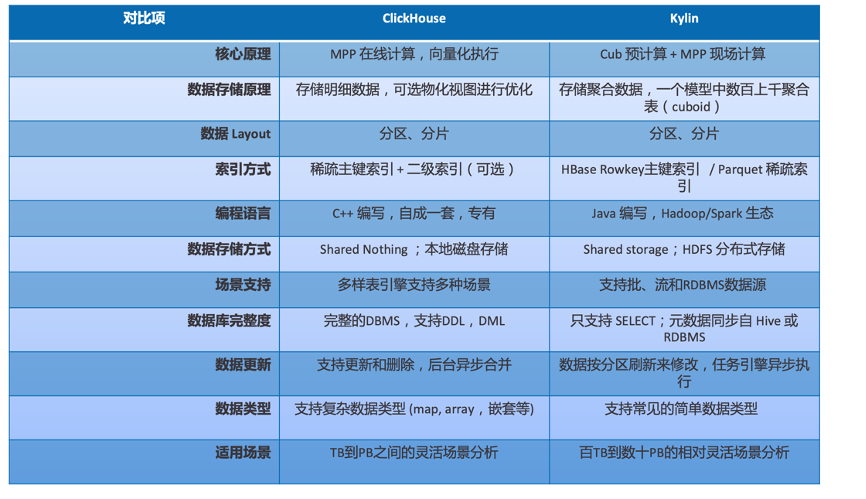 对比项 ClickHouse Kylin
核心原理 MPP 在线计算，向量化执行 Cub 预计算 + MPP 现场计算
数据存储原理 存储明细数据，可选物化视图进行优化 存储聚合数据，一个模型中数百上千聚合
表（cuboid）
数据 Layout 分区、分片 分区、分片
索引方式 稀疏主键索引 + 二级索引（可选） HBase Rowkey主键索引 / Parquet 稀疏索
引
编程语言 C++ 编写，自成一套，专有 Java 编写，Hadoop/Spark 生态
数据存储方式 Shared Nothing ；本地磁盘存储 Shared storage；HDFS 分布式存储
场景支持 多样表引擎支持多种场景 支持批、流和RDBMS数据源
数据库完整度 完整的DBMS，支持DDL，DML 只支持 SELECT；元数据同步自 Hive 或
RDBMS
数据更新 支持更新和删除，后台异步合并 数据按分区刷新来修改，任务引擎异步执
行
数据类型 支持复杂数据类型 (map, array，嵌套等) 支持常见的简单数据类型
适用场景 TB到PB之间的灵活场景分析 百TB到数十PB的相对灵活场景分析